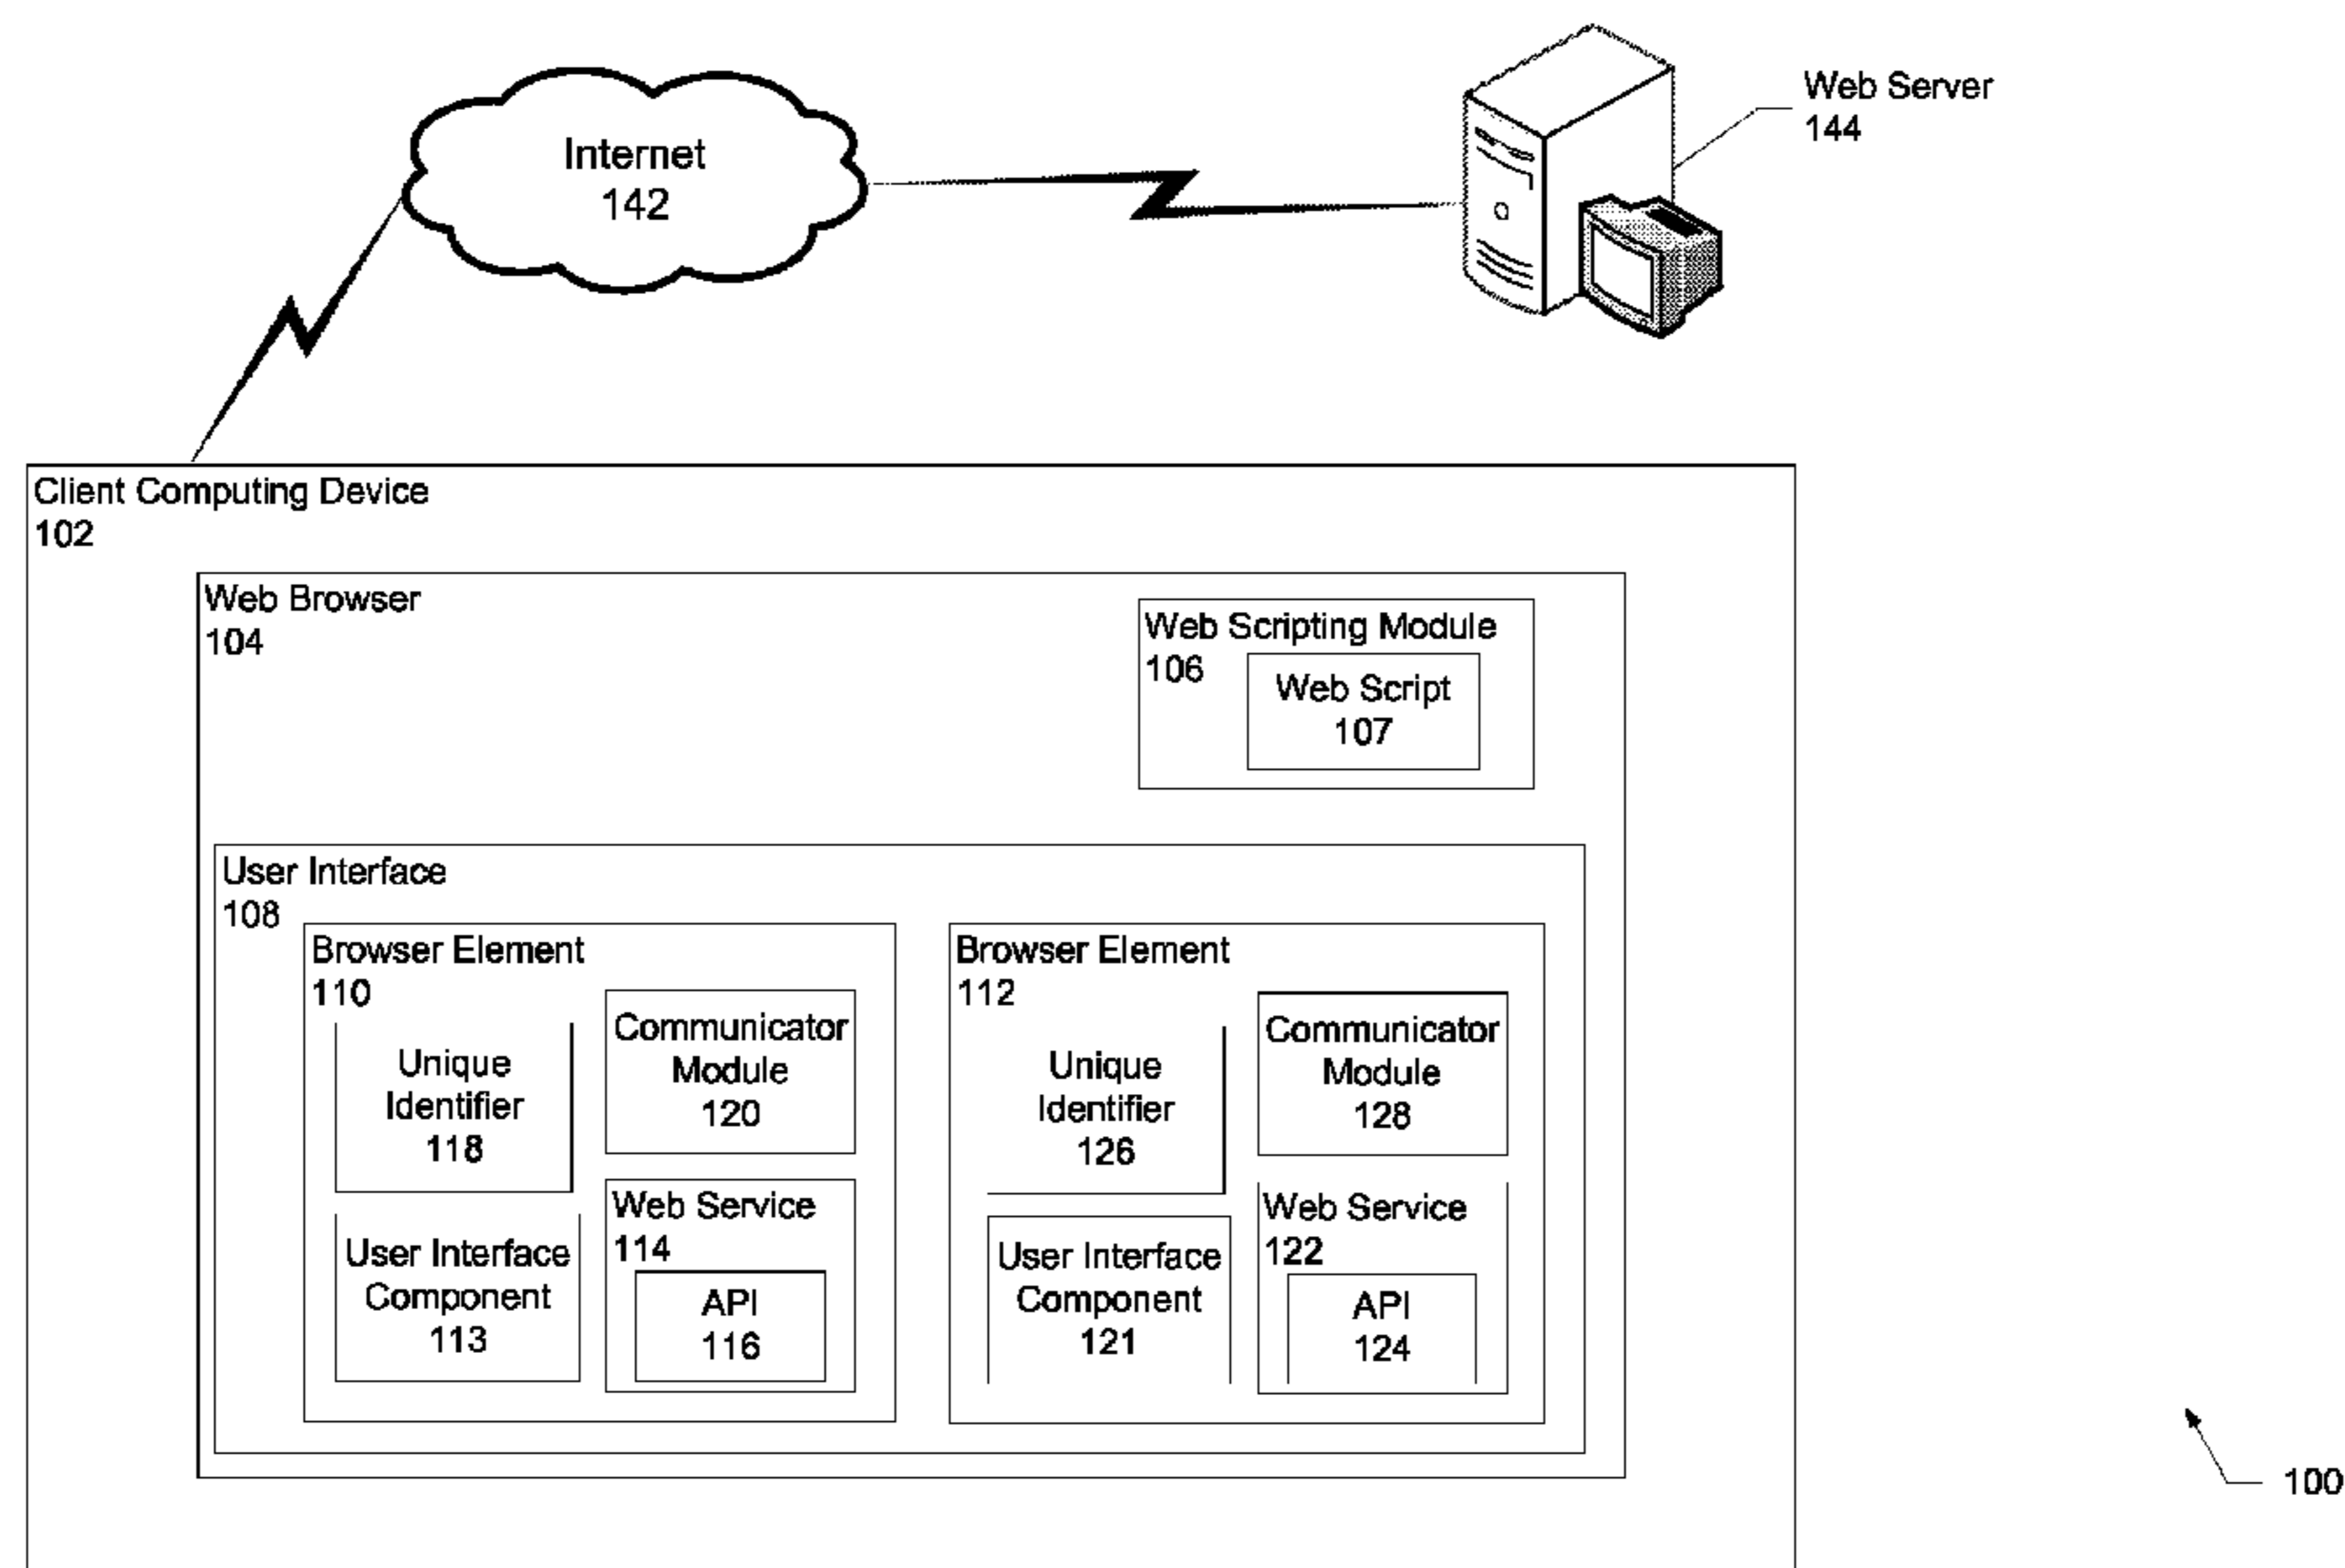 Internet
142
Web Server
144
Client Computing Device
102
Web Browser
104
Web Scripting Module
106
Web Script
107
User Interface
108
Browser Element
110
Unique
Identifier
118
Communicator
Module
120
User Interface
Component
113
Web Service
114
API
116
Browser Element
112
Unique
Identifier
126
Communicator
Module
128
User Interface
Component
121
Web Service
122
API
124
100